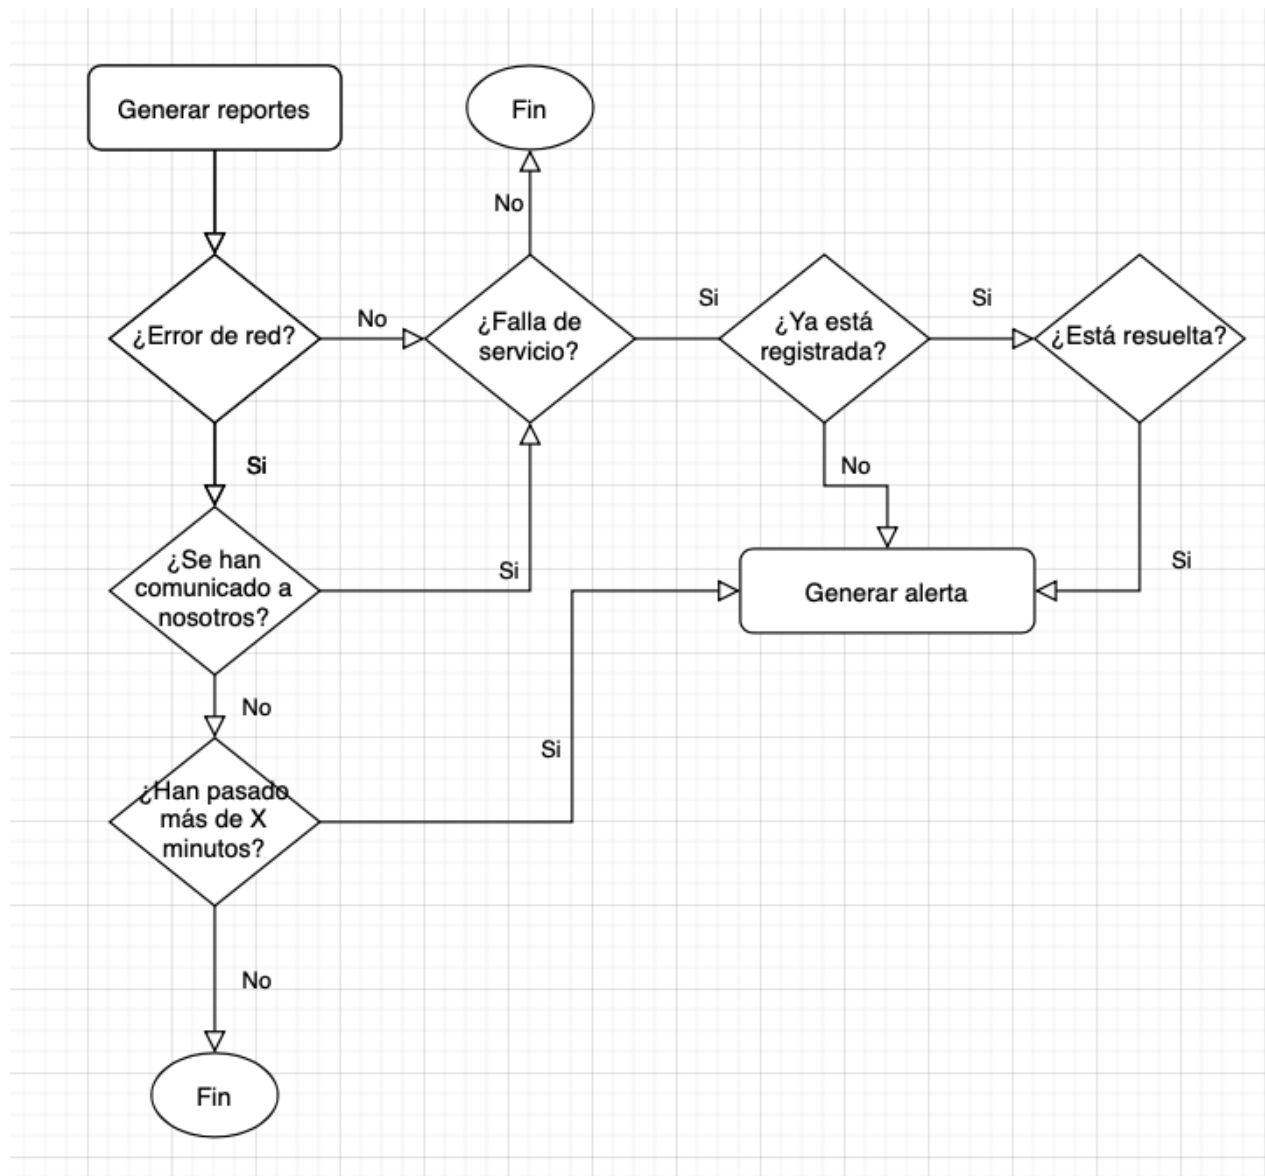 Generar reportes
Fin
No
¿Error de red?
No
¿Falla de
servicio?
Si
¿Ya está
registrada?
Si
¿Está resuelta?
Si
No
¿Se han
comunicado a
nosotros?
Si
Generar alerta
Si
No
¿Han pasado
más de X
minutos?
Si
No
Fin